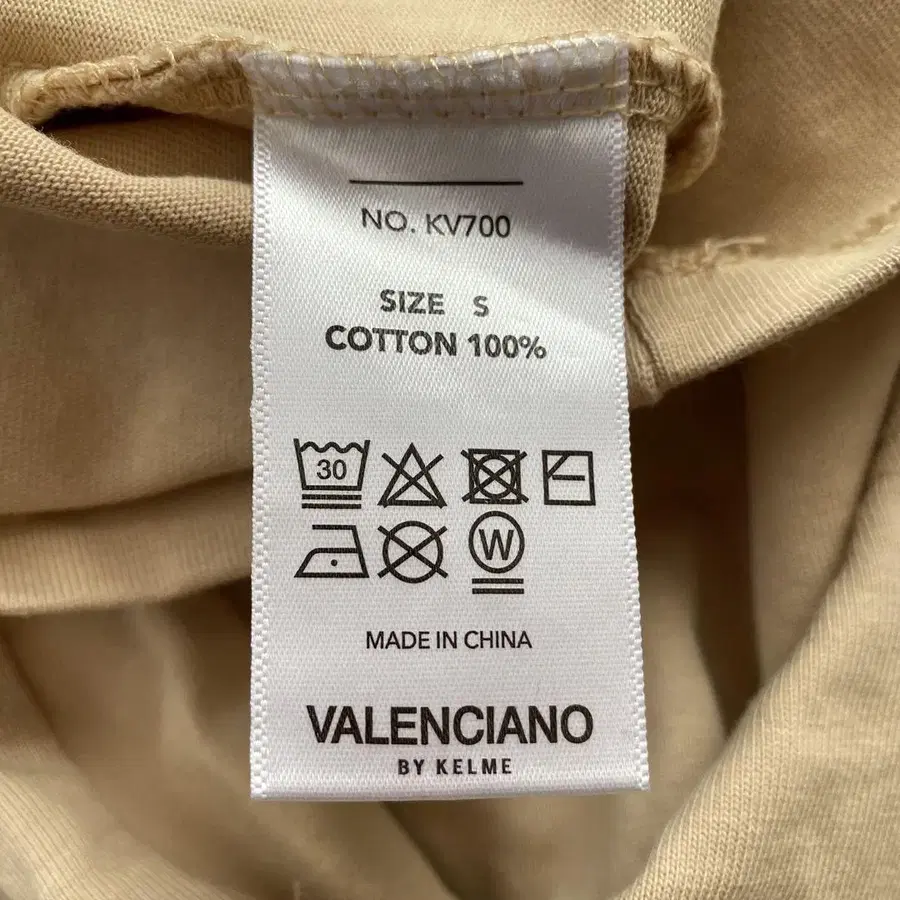 NO. KV700
SIZE S
COTTON 100%
30
W
MADE IN CHINA
VALENCIANO
BY KELME